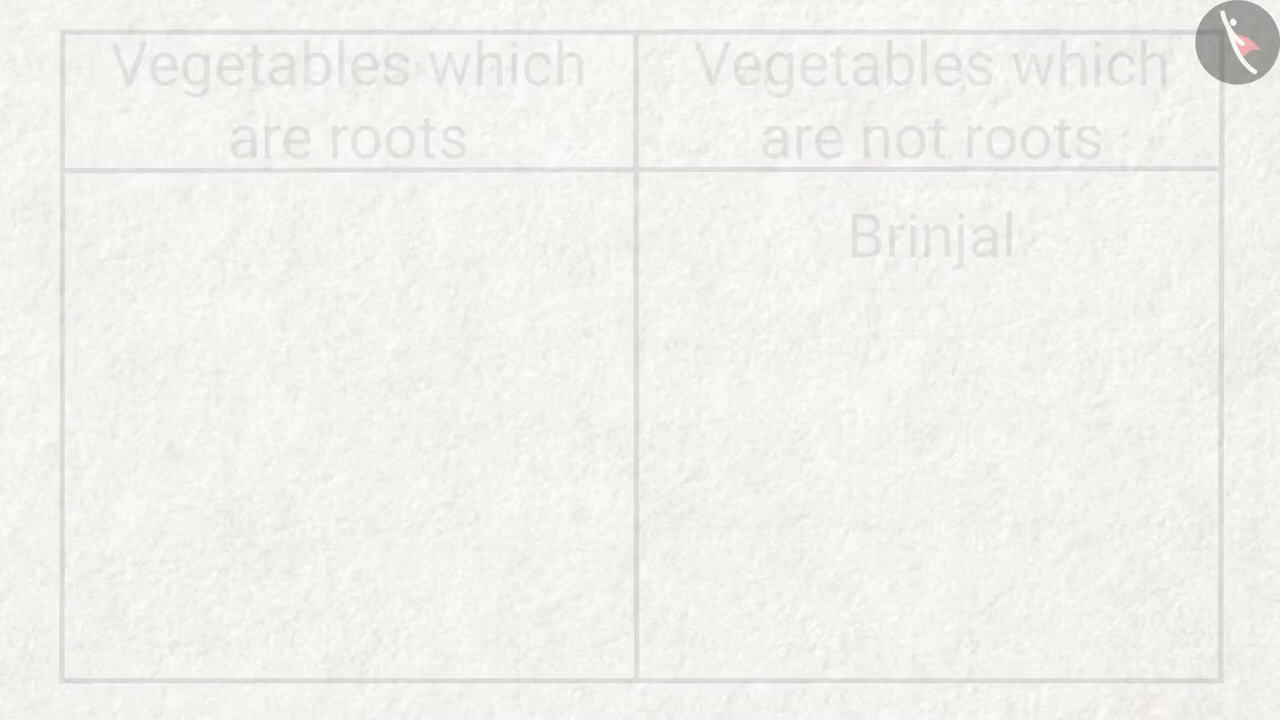 Vegetables which
are roots
Vegetables which
are not roots
Brinjal